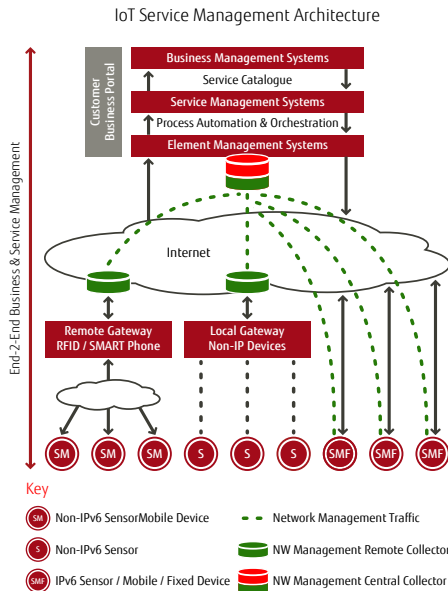 IoT Service Management Architecture
End-2-End Business & Service Management
Customer
Business Portal
Business Management Systems
Service Catalogue
Service Management Systems
Process Automation & Orchestration
Element Management Systems
Internet
Remote Gateway
RFID / SMART Phone
Local Gateway
Non-IP Devices
SM
SM
SM
S
S
S
SMF
SMF
SMF
Key
SM Non-IPv6 SensorMobile Device
Network Management Traffic
S Non-IPv6 Sensor
NW Management Remote Collector
SMF IPv6 Sensor / Mobile / Fixed Device
NW Management Central Collector